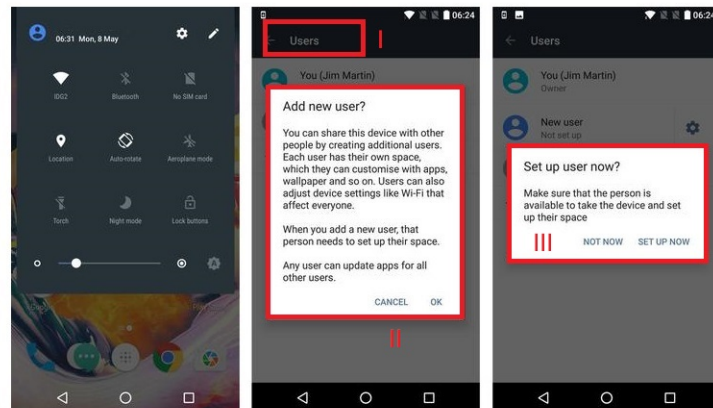 06:31 Mon, 8 May
IDG2
Bluetooth
No SIM card
Location
Auto-rotate
Aeroplane mode
Torch
Night mode
Lock buttons
06:24
Users
I
You (Jim Martin)
Add new user?
You can share this device with other
people by creating additional users.
Each user has their own space,
which they can customise with apps,
wallpaper and so on. Users can also
adjust device settings like Wi-Fi that
affect everyone.
When you add a new user, that
person needs to set up their space.
Any user can update apps for all
other users.
CANCEL OK
II
06:24
Users
You (Jim Martin)
Owner
New user
Not set up
Set up user now?
Make sure that the person is
available to take the device and set
up their space
III
NOT NOW SET UP NOW